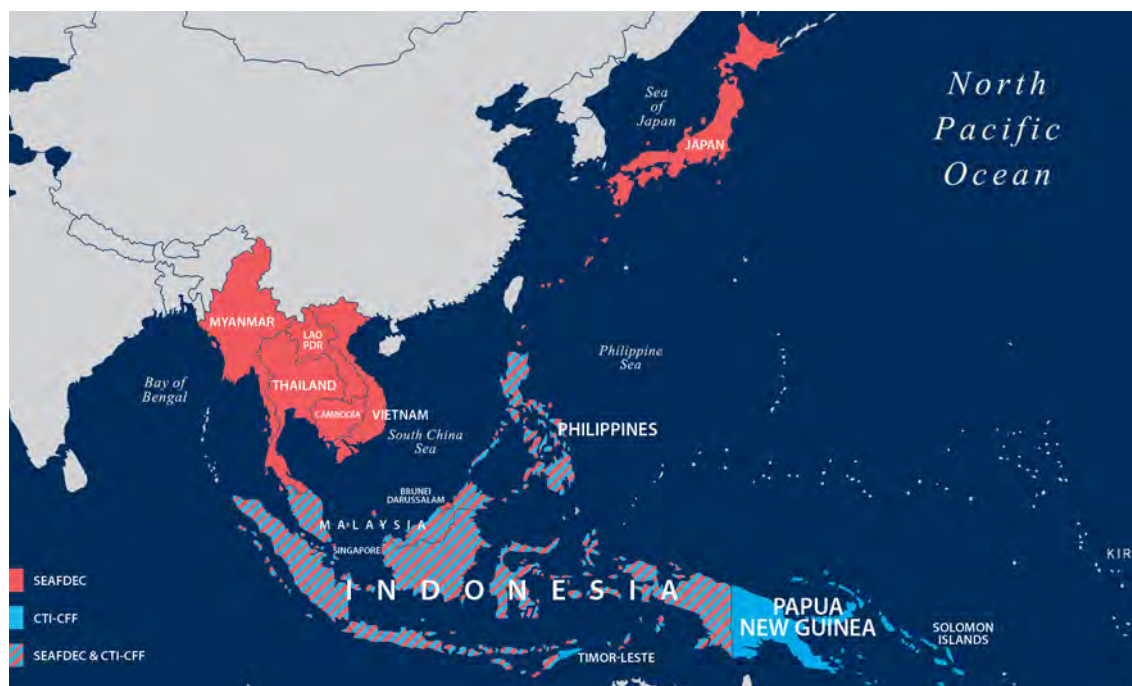 North
Pacific
Ocean
Sea
of
Japan
JAPAN
MYANMAR
LAO
PDR
Philippine
Sea
Bay of
Bengal
THAILAND
CAMBODIA
VIETNAM
South China
Sea
PHILIPPINES
BRUNEI
DARUSSALAM
MALAYSIA
SINGAPORE
KIR
SEAFDEC
INDONESIA
CTI-CFF
PAPUA
NEW GUINEA
SOLOMON
ISLANDS
SEAFDEC & CTI-CFF
TIMOR-LESTE